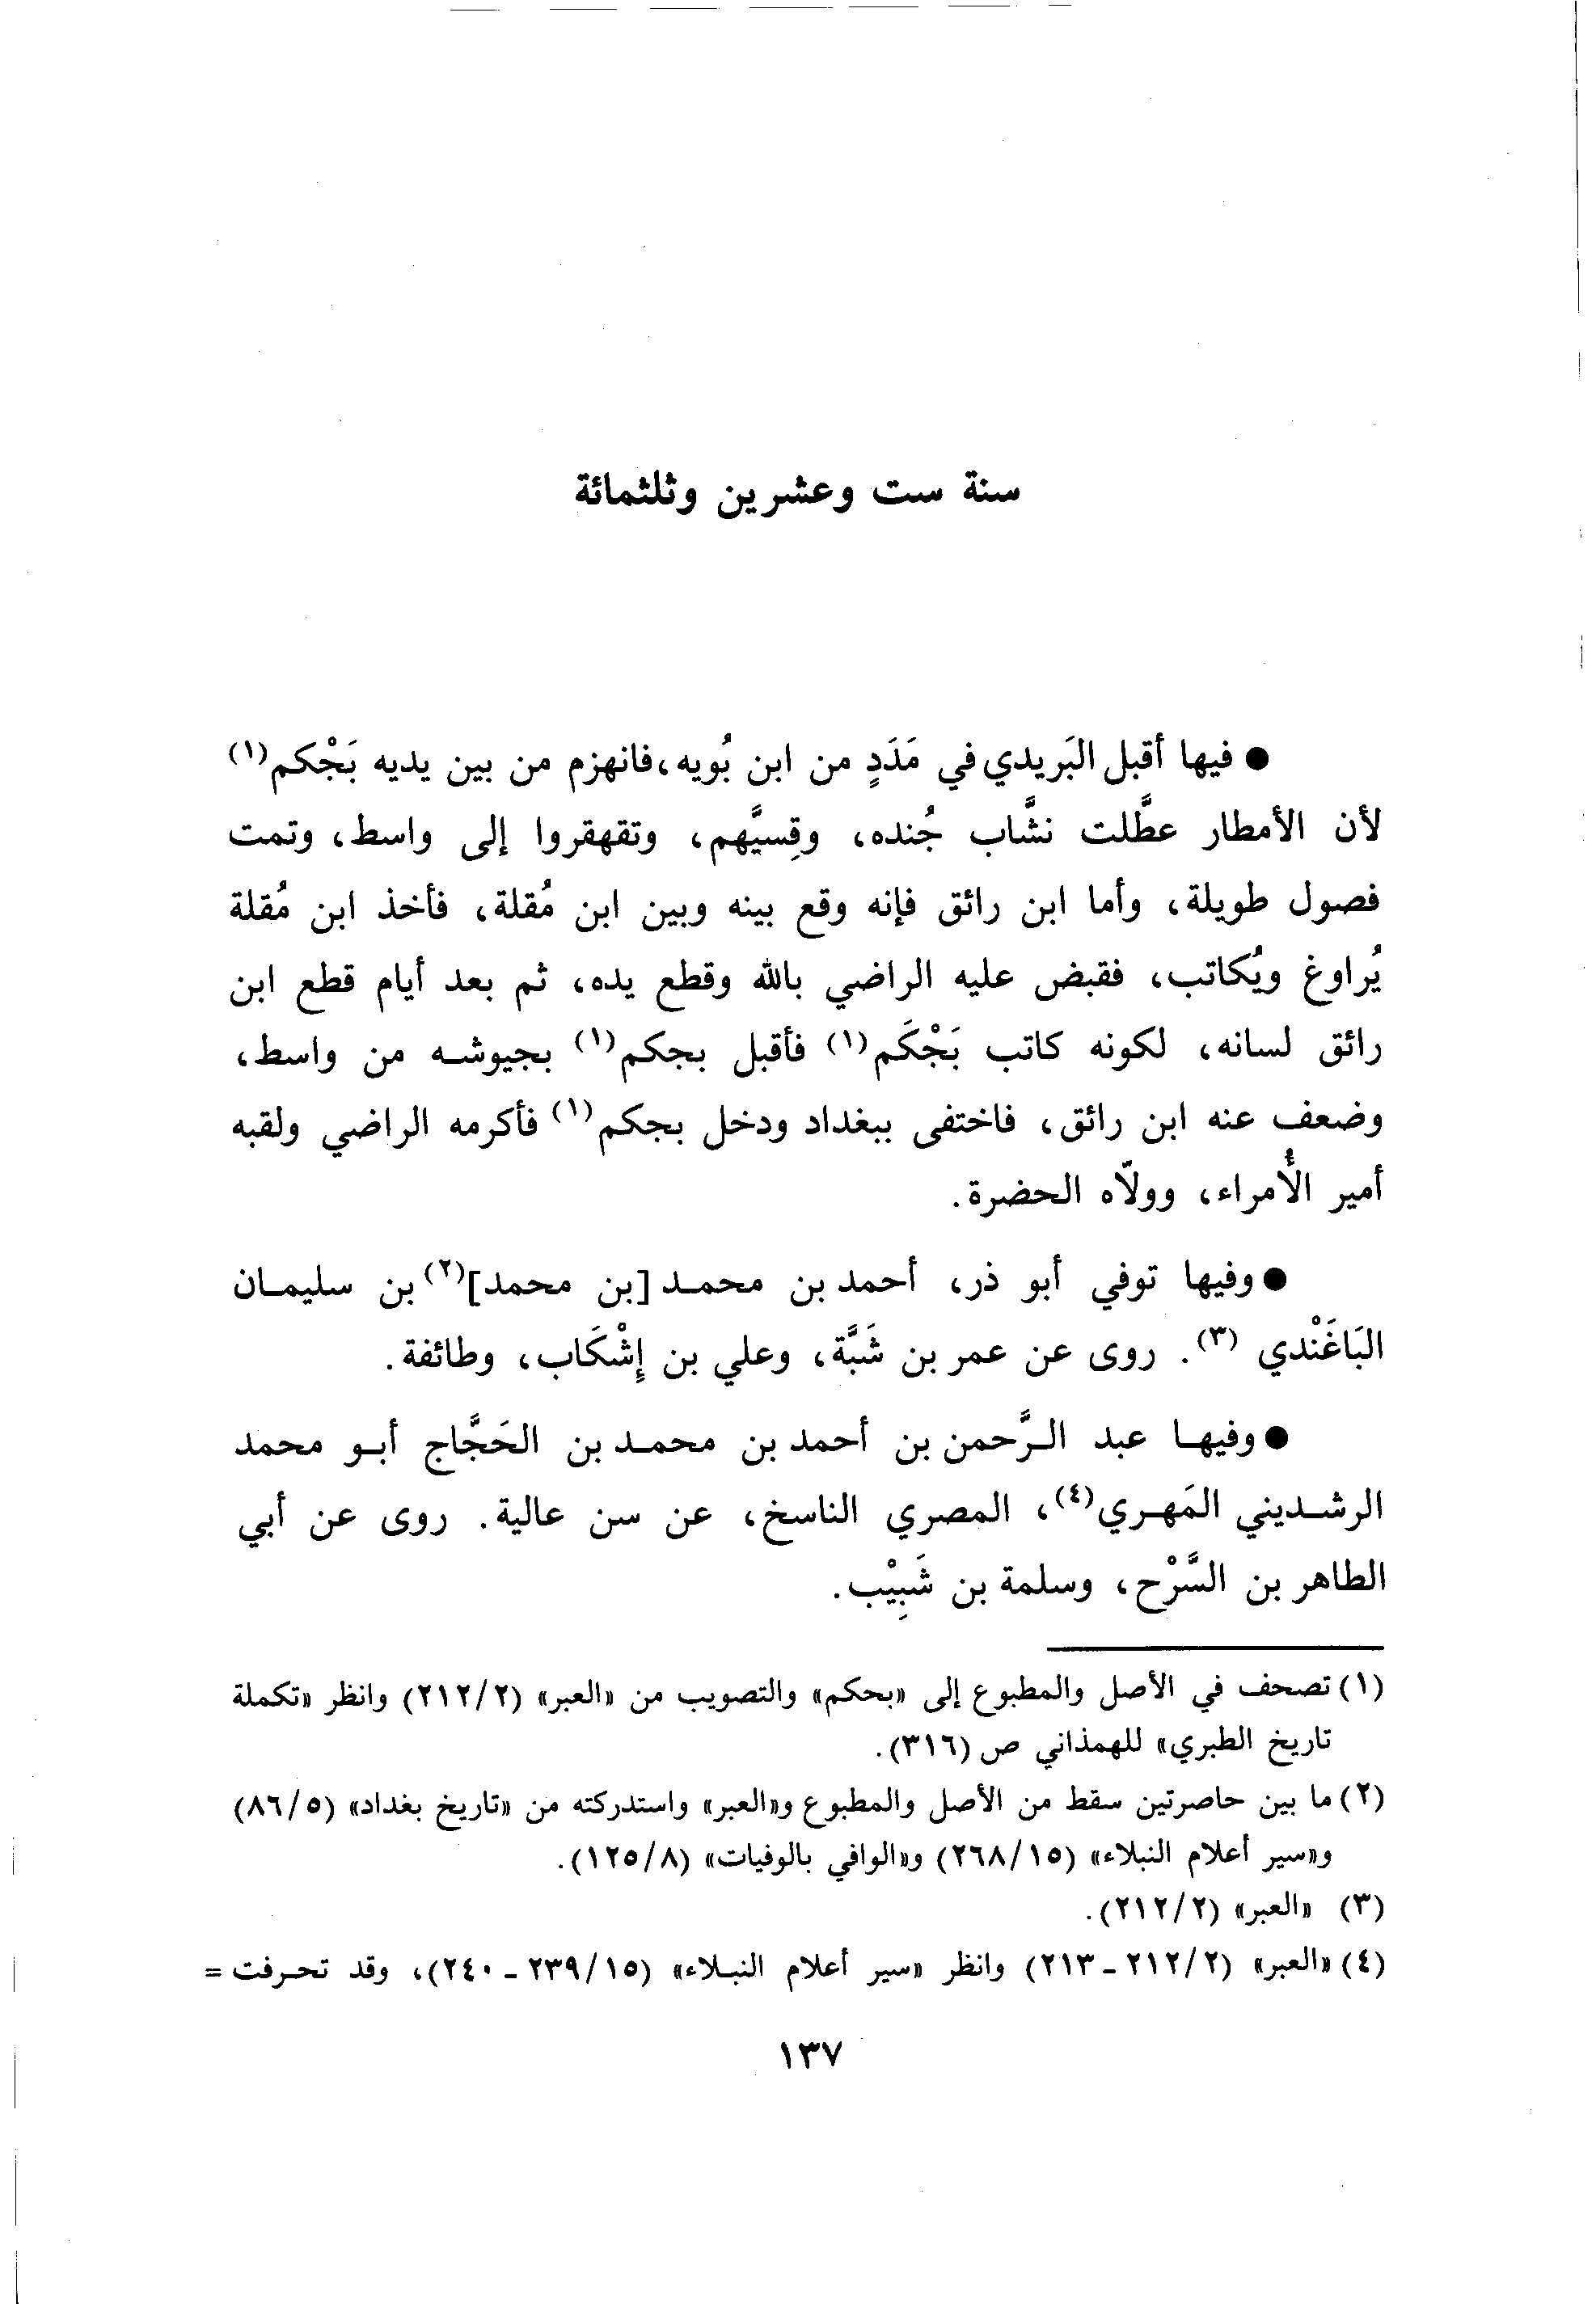 سنة ست وعشرين وثلثمائة
● فيها أقبل البَريدي في مَدَدٍ من ابن بُويه، فانهزم من بين يديه بَجْكم(١)
لأن الأمطار عطَّلت نشَّاب جُنده، وقِسيَّهم، وتقهقروا إلى واسط، وتمت
فصول طويلة، وأما ابن رائق فإنه وقع بينه وبين ابن مُقلة، فأخذ ابن مُقلة
يُراوغ ويُكاتب، فقبض عليه الراضي بالله وقطع يده، ثم بعد أيام قطع ابن
رائق لسانه، لكونه كاتب بَجْكَم(١) فأقبل بجكم(١) بجيوشه من واسط،
وضعف عنه ابن رائق، فاختفى ببغداد ودخل بجكم(١) فأكرمه الراضي ولقبه
أمير الأُمراء، وولاّه الحضرة.
● وفيها توفي أبو ذر، أحمد بن محمد [بن محمد](٢) بن سليمان
البَاغَنْدي (٣). روى عن عمر بن شَبَّة، وعلي بن إِشْكَاب، وطائفة.
● وفيها عبد الرَّحمن بن أحمد بن محمد بن الحَجَّاج أبو محمد
الرشديني المَهري(٤)، المصري الناسخ، عن سن عالية. روى عن أبي
الطاهر بن السَّرْح، وسلمة بن شَبِيْب.
(١) تصحف في الأصل والمطبوع إلى «بحكم» والتصويب من «العبر» (٢/٢١٢) وانظر «تكملة
تاريخ الطبري» للهمذاني ص (٣١٦).
(٢) ما بين حاصرتين سقط من الأصل والمطبوع و«العبر» واستدركته من «تاريخ بغداد» (٥/٨٦)
و«سير أعلام النبلاء» (١٥/٢٦٨) و«الوافي بالوفيات» (٨/١٢٥).
(٣) «العبر» (٢/٢١٢).
(٤) «العبر» (٢/٢١٢ - ٢١٣) وانظر «سير أعلام النبلاء» (١٥/٢٣٩ - ٢٤٠)، وقد تحرفت =
١٣٧